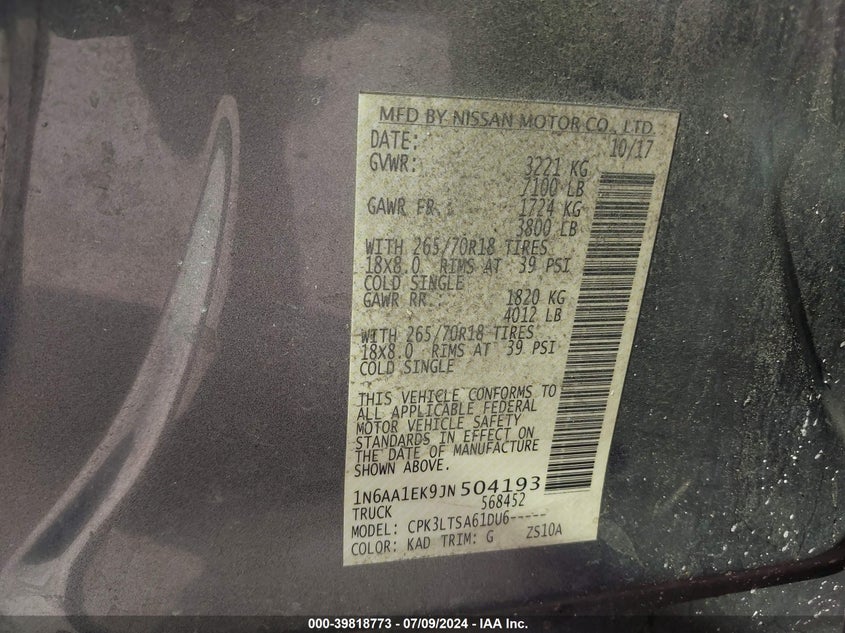 MFD BY NISSAN MOTOR CO., LTD.
DATE: 10/17
GVWR: 3221 KG
7100 LB
GAWR FR. : 1724 KG
3800 LB
WITH 265/70R18 TIRES
18X8.0 RIMS AT 39 PSI
COLD SINGLE
GAWR RR.: 1820 KG
4012 LB
WITH 265/70R18 TIRES
18X8.0 RIMS AT 39 PSI
COLD SINGLE
THIS VEHICLE CONFORMS TO
ALL APPLICABLE FEDERAL
MOTOR VEHICLE SAFETY
STANDARDS IN EFFECT ON
THE DATE OF MANUFACTURE
SHOWN ABOVE.
1N6AA1EK9JN504193
TRUCK 568452
MODEL: CPK3LTSA61DU6-----
COLOR: KAD TRIM: G ZS10A
000-39818773 - 07/09/2024 - IAA Inc.